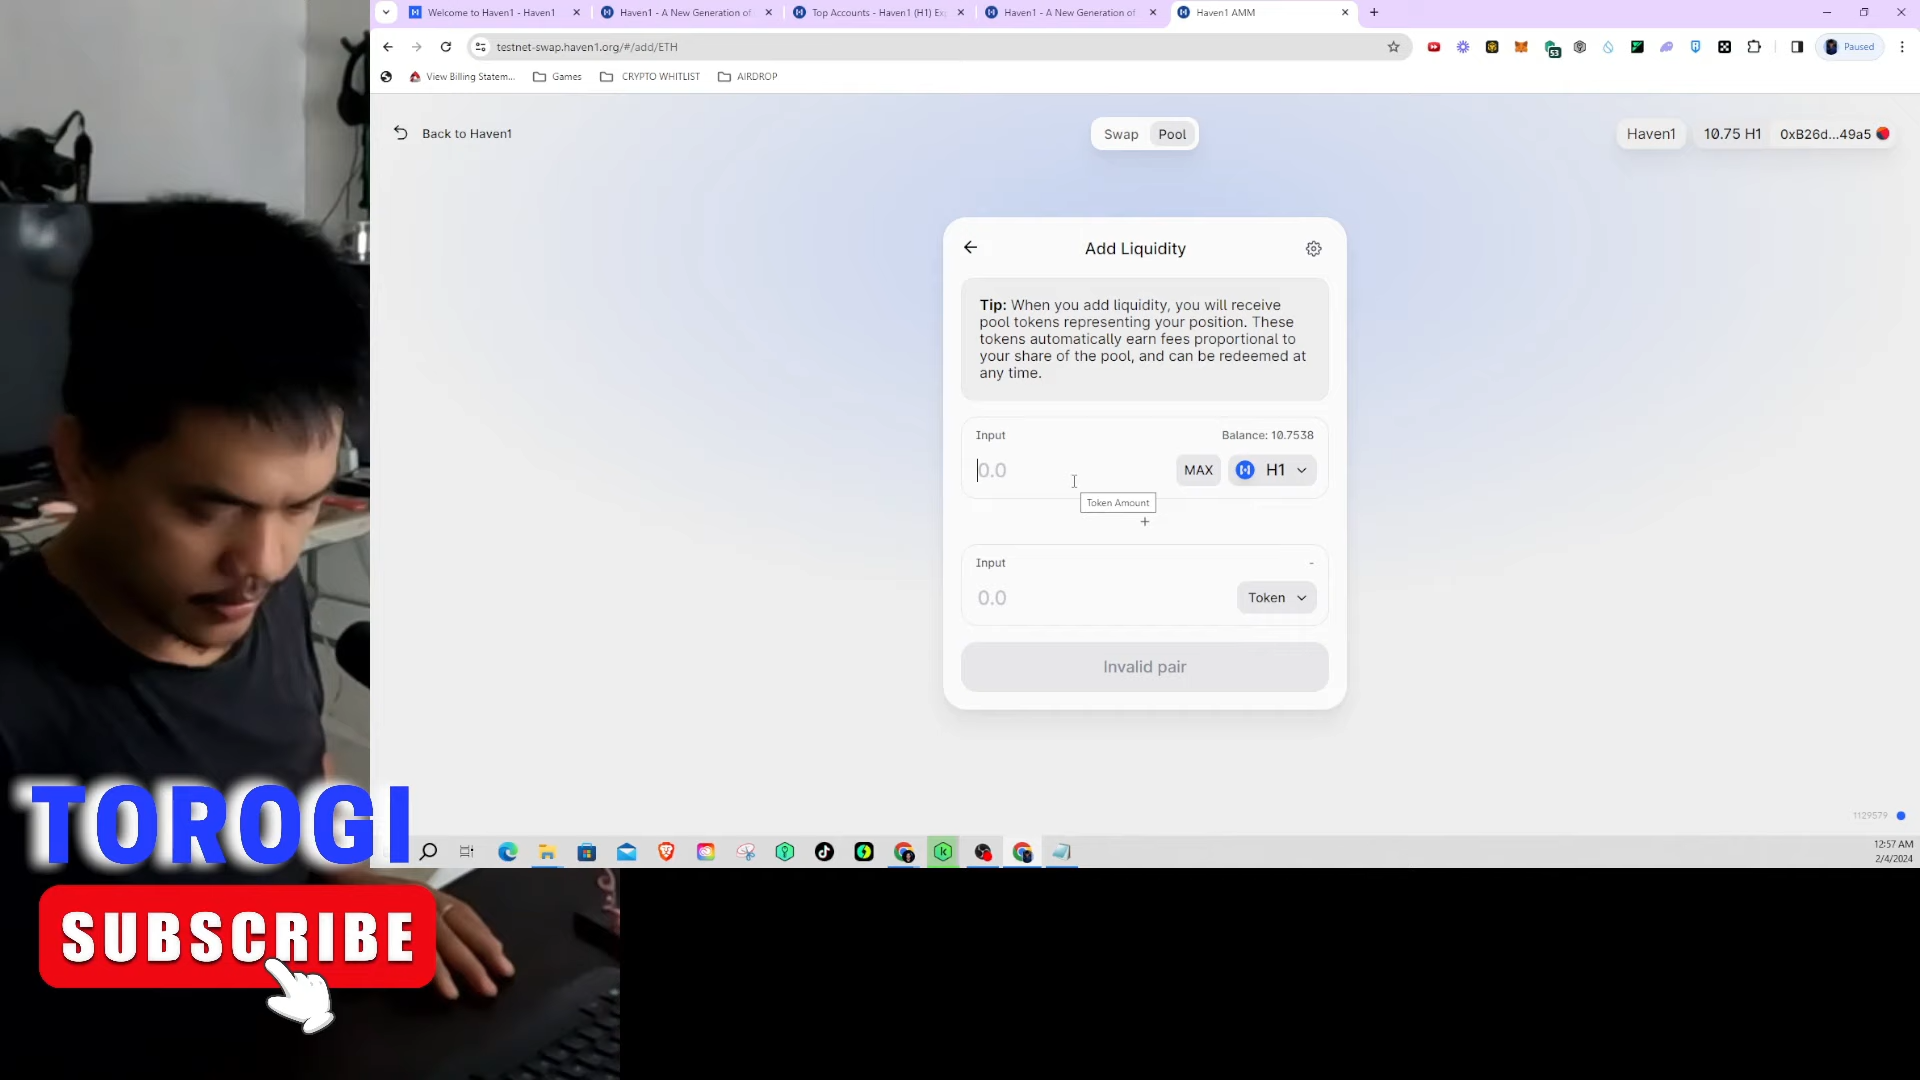 Welcome to Haven1 - Haven1
Haven1 - A New Generation of
Top Accounts - Haven1 (H1) Ex
Haven1 - A New Generation of
Haven1 AMM
testnet-swap.haven1.org/#/add/ETH
53
Paused
View Billing Statem...
Games
CRYPTO WHITLIST
AIRDROP
Back to Haven1
Swap
Pool
Haven1
10.75 H1
0xB26d...49a5
Add Liquidity
Tip: When you add liquidity, you will receive
pool tokens representing your position. These
tokens automatically earn fees proportional to
your share of the pool, and can be redeemed at
any time.
Input
Balance: 10.7538
0.0
MAX
H1
Token Amount
+
Input
-
0.0
Token
Invalid pair
1129579
12:57 AM
2/4/2024
TOROGI
SUBSCRIBE